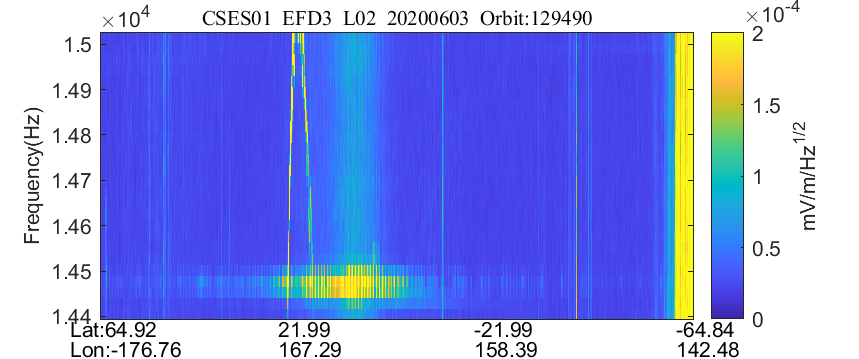 CSES01 EFD3 L02 20200603 Orbit:129490
×10⁴
×10⁻⁴
1.5
1.49
1.48
1.47
1.46
1.45
1.44
Frequency(Hz)
2
1.5
1
0.5
0
mV/m/Hz^1/2
Lat:64.92 21.99 -21.99 -64.84
Lon:-176.76 167.29 158.39 142.48